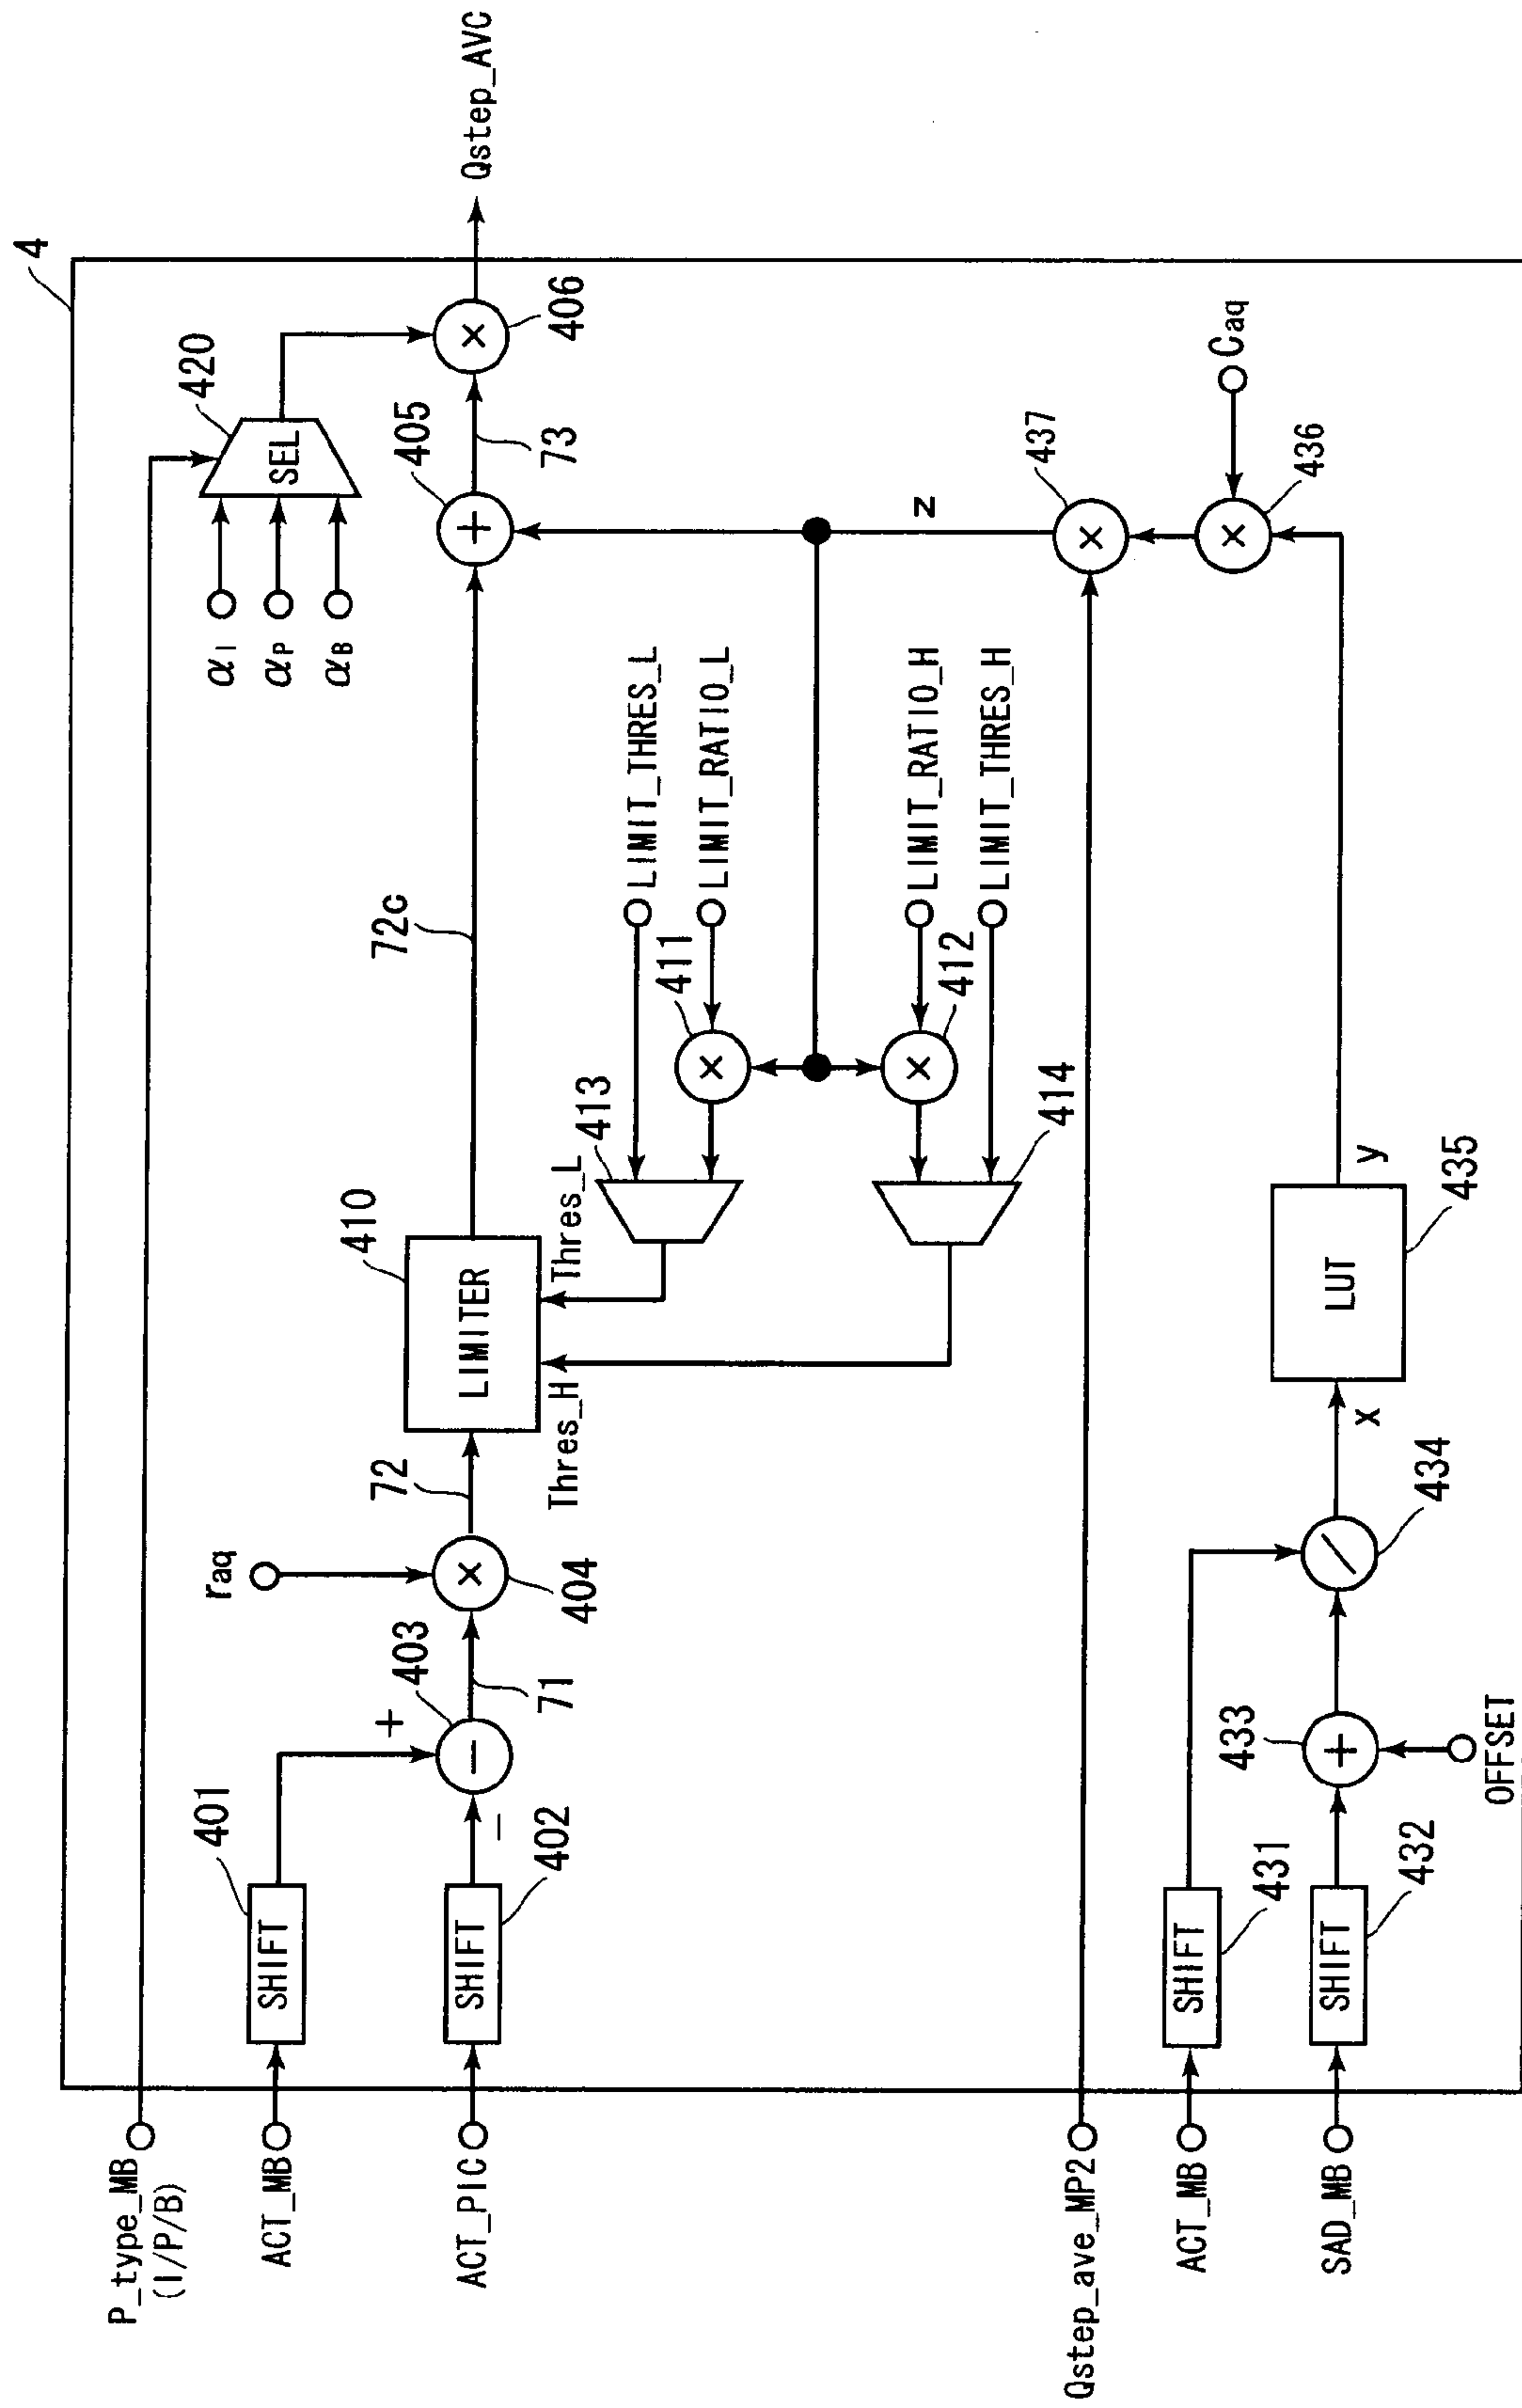 4
P_type_MB
(I/P/B)
ACT_MB
ACT_PIC
401
SHIFT
SHIFT
402
+
−
403
−
71
raq
×
404
72
410
LIMITER
Thres_H
Thres_L
72c
αI
αP
αB
420
SEL
405
+
73
×
406
Qstep_AVC
413
411
×
LIMIT_THRES_L
LIMIT_RATIO_L
414
412
×
LIMIT_RATIO_H
LIMIT_THRES_H
z
Qstep_ave_MP2
437
×
Caq
×
436
ACT_MB
SAD_MB
SHIFT
431
SHIFT
432
433
+
OFFSET
/
434
x
LUT
435
y